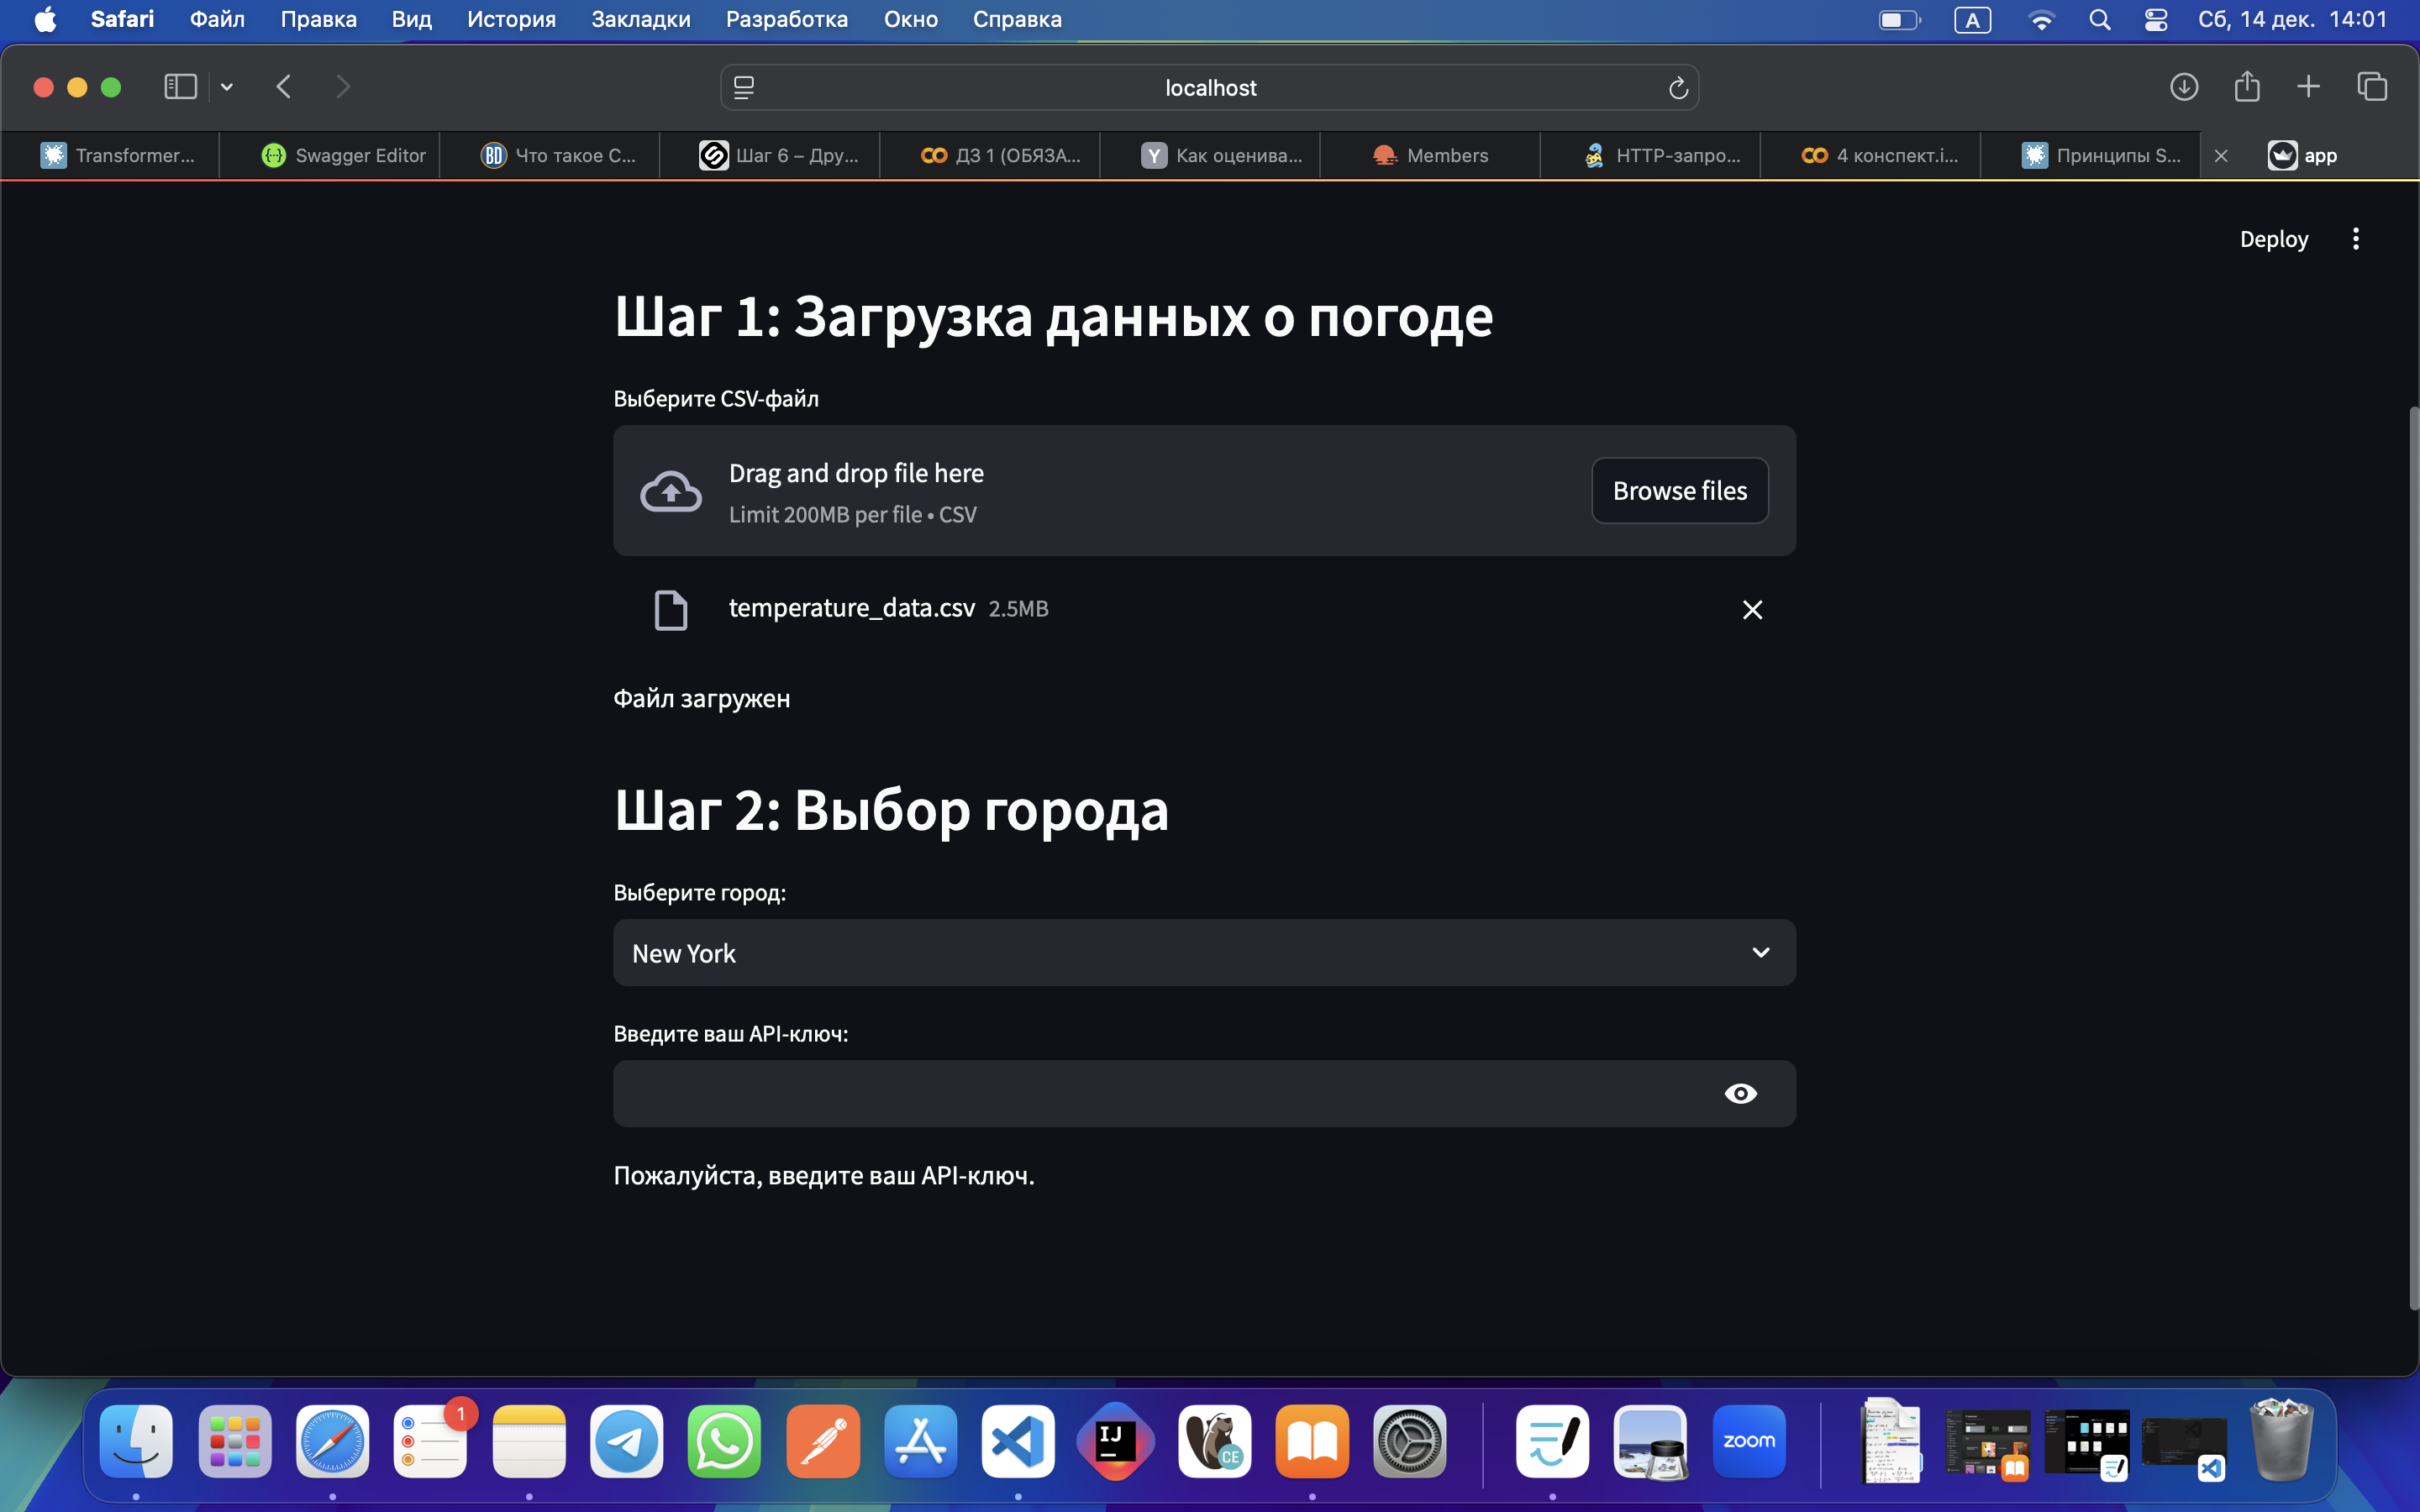 Safari Файл Правка Вид История Закладки Разработка Окно Справка A Сб, 14 дек. 14:01
localhost
Transformer... Swagger Editor BD Что такое С... Шаг 6 – Дру... ДЗ 1 (ОБЯЗА... Y Как оценива... Members HTTP-запро... 4 конспект.i... Принципы S... app
Deploy
Шаг 1: Загрузка данных о погоде
Выберите CSV-файл
Drag and drop file here
Limit 200MB per file • CSV
Browse files
temperature_data.csv 2.5MB
Файл загружен
Шаг 2: Выбор города
Выберите город:
New York
Введите ваш API-ключ:
Пожалуйста, введите ваш API-ключ.
1
IJ
CE
zoom